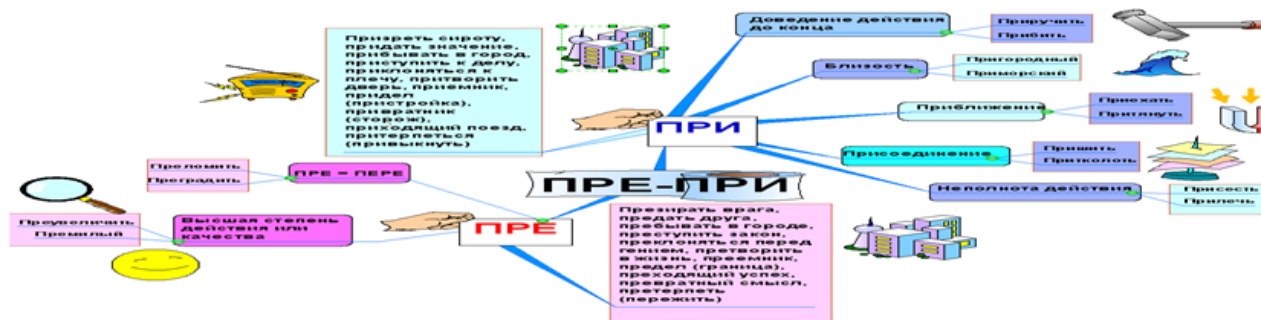 Призреть сироту,
придать значение,
прибывать в город,
приступить к делу,
приклоняться к
плечу, притворить
дверь, приемник,
придел
(пристройка),
привратник
(сторож),
приходящий поезд,
притерпеться
(привыкнуть)
Доведение действия
до конца
Приручить
Прибить
Близость
Пригородный
Приморский
ПРИ
Приближение
Приехать
Притянуть
Присоединение
Пришить
Притколоть
Неполнота действия
Присесть
Прилечь
ПРЕ-ПРИ
Преломить
Преградить
ПРЕ = ПЕРЕ
Преувеличить
Премилый
Высшая степень
действия или
качества
ПРЕ
Презирать врага,
предать друга,
пребывать в городе,
преступить закон,
преклоняться перед
гением, претворить
в жизнь, преемник,
предел (граница),
преходящий успех,
превратный смысл,
претерпеть
(пережить)